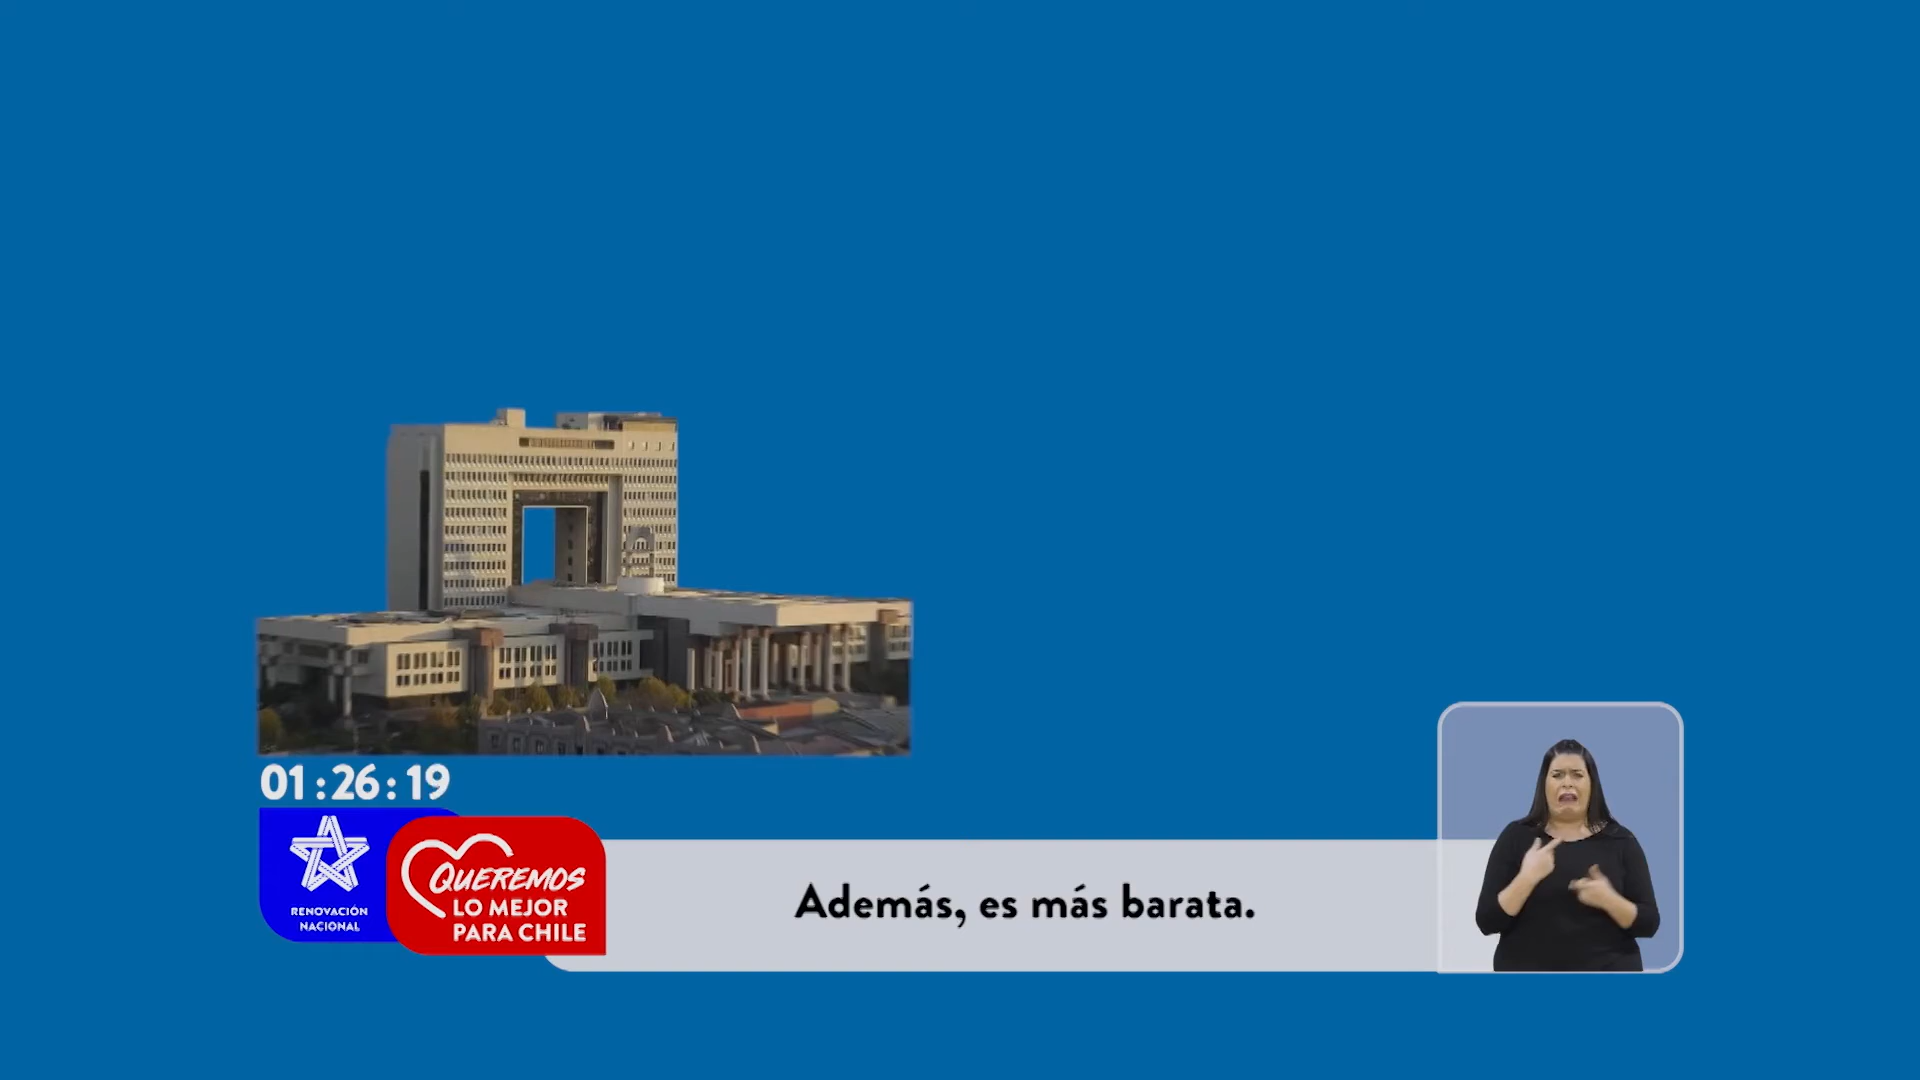 01:26:19
RENOVACIÓN
NACIONAL
QUEREMOS
LO MEJOR
PARA CHILE
Además, es más barata.